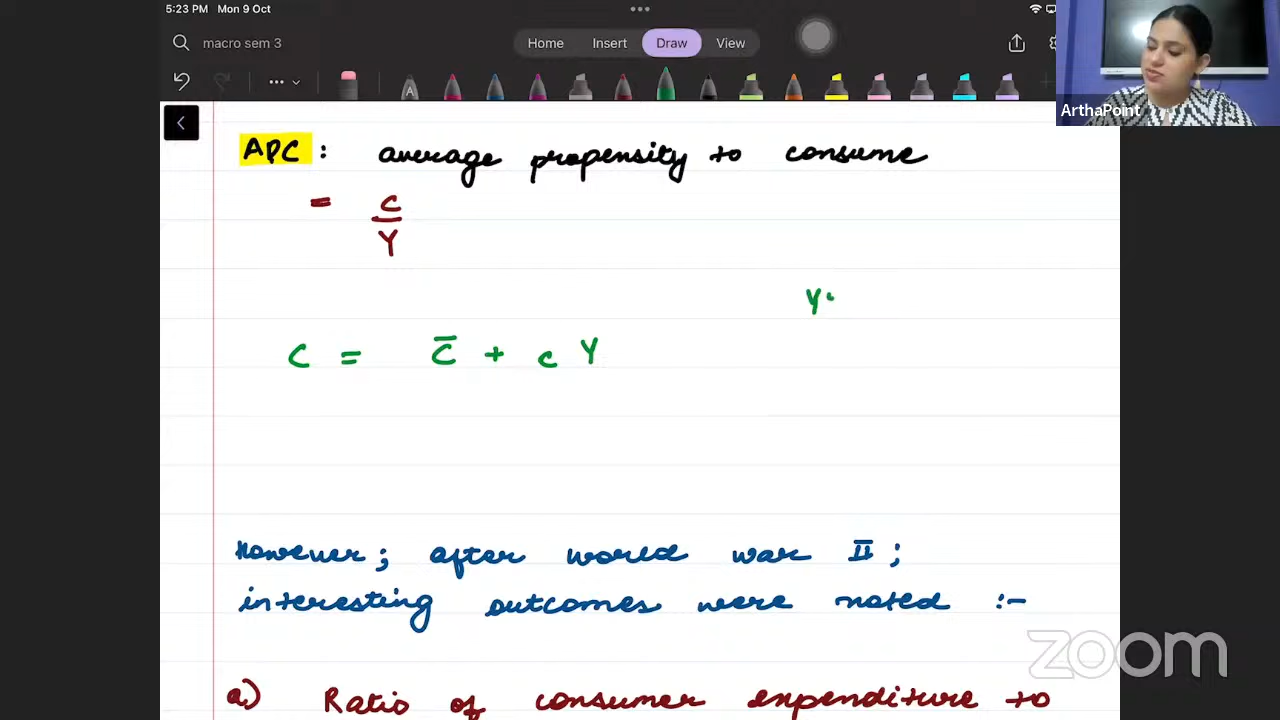 5:23 PM Mon 9 Oct
macro sem 3
Home Insert Draw View
A
ArthaPoint
APC : average propensity to consume
= C
Y
Y.
C = C̄ + c Y
However ; after world war II ;
interesting outcomes were noted :-
zoom
a) Ratio of consumer expenditure to